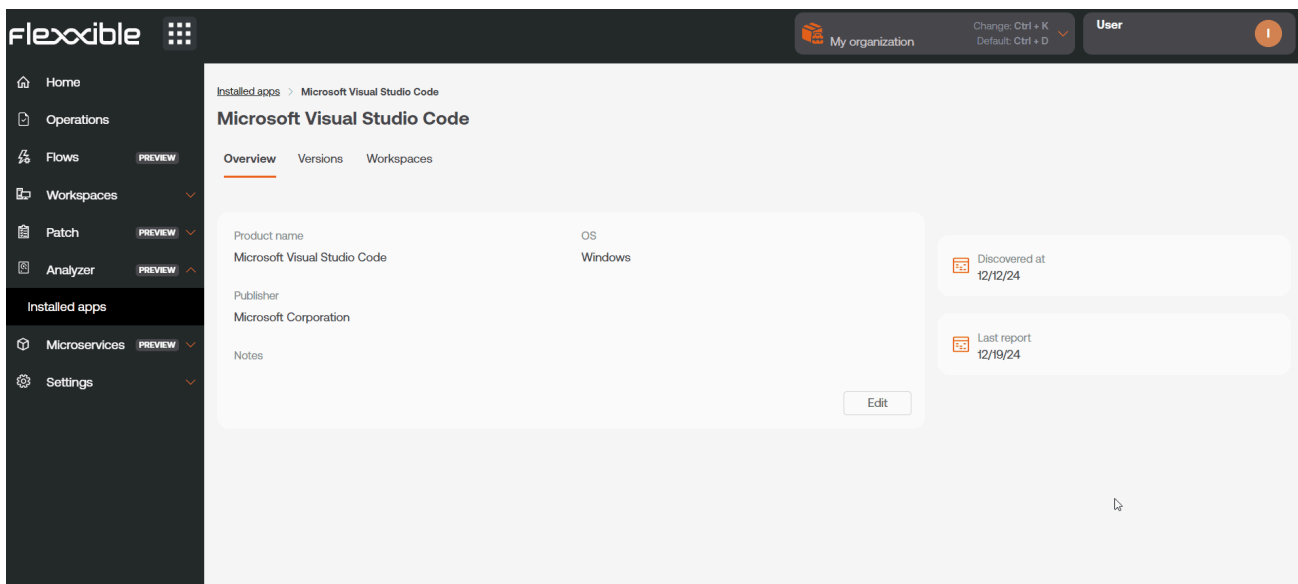 Flexxible
My organization
Change: Ctrl + K
Default: Ctrl + D
User
I
Home
Operations
Flows PREVIEW
Workspaces
Patch PREVIEW
Analyzer PREVIEW
Installed apps
Microservices PREVIEW
Settings
Installed apps > Microsoft Visual Studio Code
Microsoft Visual Studio Code
Overview Versions Workspaces
Product name
Microsoft Visual Studio Code
OS
Windows
Publisher
Microsoft Corporation
Notes
Edit
Discovered at
12/12/24
Last report
12/19/24